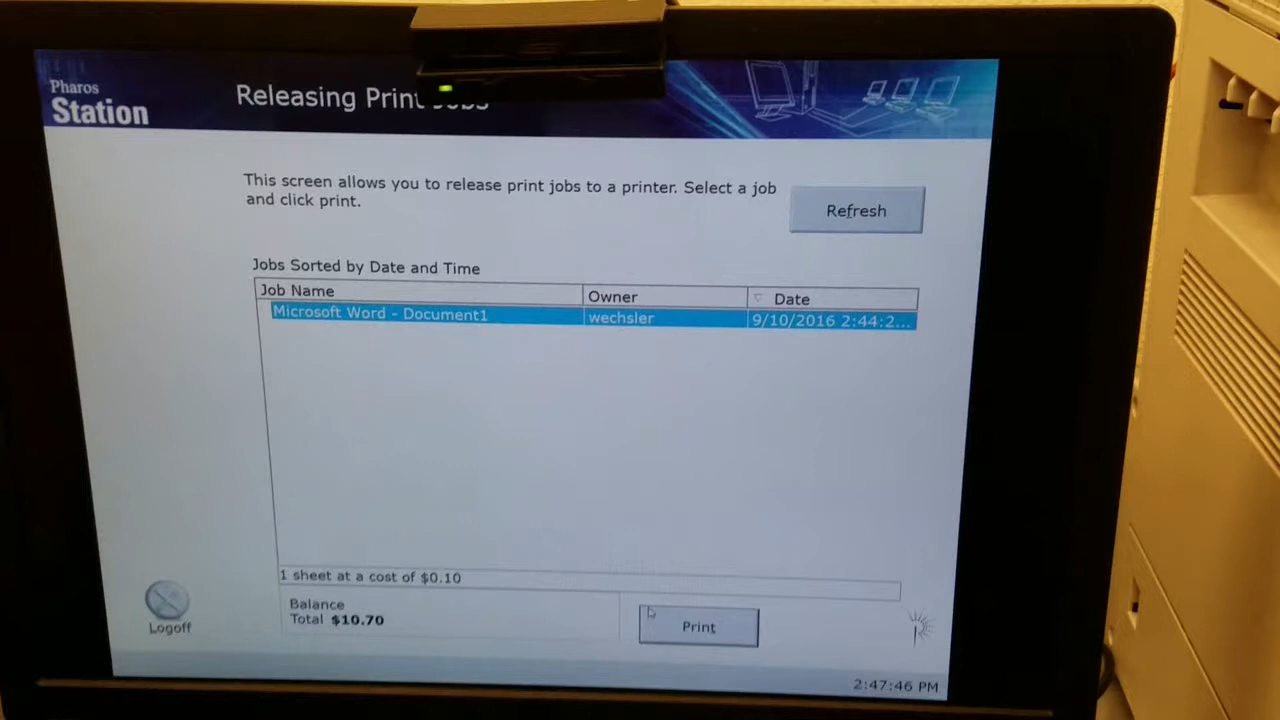 Pharos
Station
Releasing Print Jobs
This screen allows you to release print jobs to a printer. Select a job
and click print.
Refresh
Jobs Sorted by Date and Time
Job Name Owner Date
Microsoft Word - Document1 wechsler 9/10/2016 2:44:2...
1 sheet at a cost of $0.10
Balance
Total $10.70
Print
Logoff
2:47:46 PM